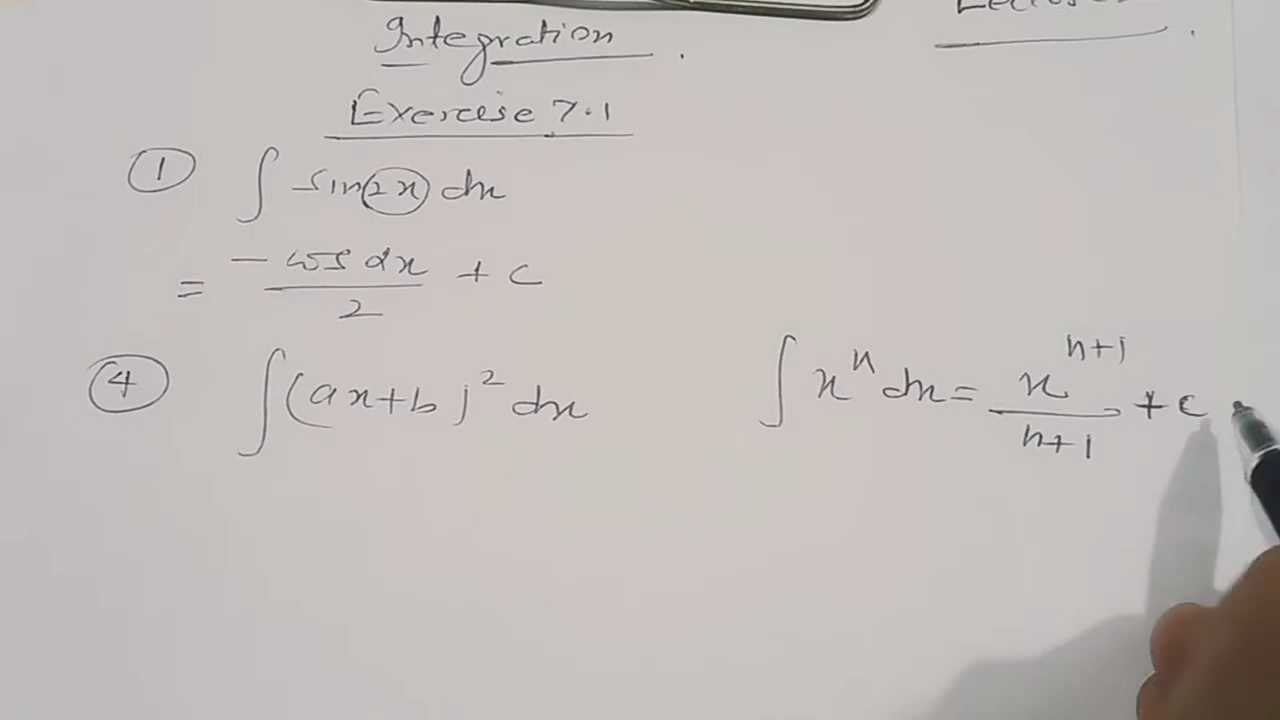 Integration
Exercise 7.1
① ∫ sin(2x) dx
= - cos 2x / 2 + c
④ ∫(ax+b)² dx
∫ xⁿ dx = xⁿ⁺¹ / n+1 + c